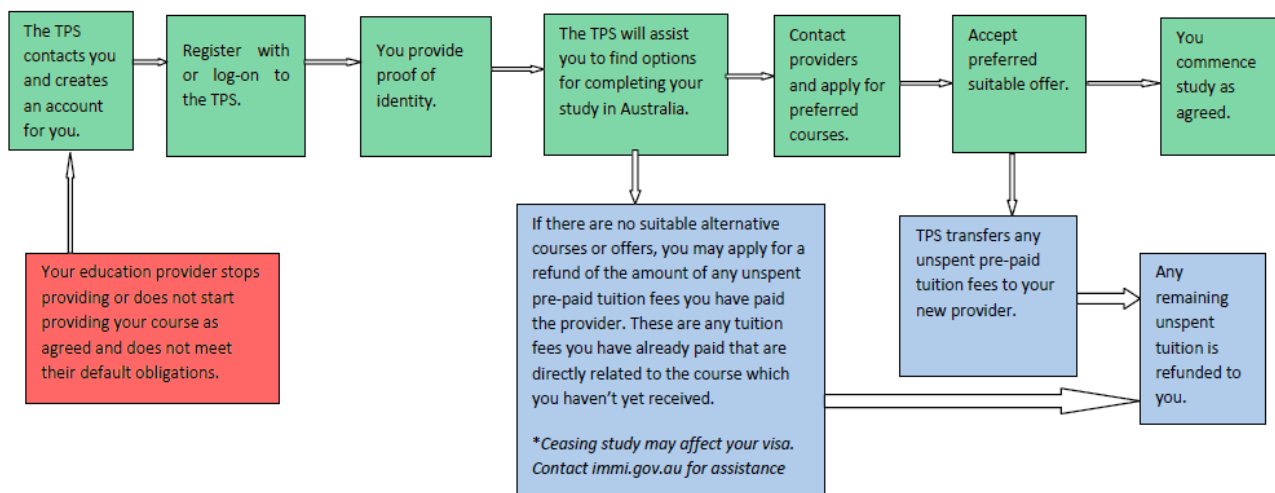 The TPS
contacts you
and creates
an account
for you.
Register with
or log-on to
the TPS.
You provide
proof of
identity.
The TPS will assist
you to find options
for completing your
study in Australia.
Contact
providers
and apply for
preferred
courses.
Accept
preferred
suitable offer.
You
commence
study as
agreed.
Your education provider stops
providing or does not start
providing your course as
agreed and does not meet
their default obligations.
If there are no suitable alternative
courses or offers, you may apply for a
refund of the amount of any unspent
pre-paid tuition fees you have paid
the provider. These are any tuition
fees you have already paid that are
directly related to the course which
you haven’t yet received.
*Ceasing study may affect your visa.
Contact immi.gov.au for assistance
TPS transfers any
unspent pre-paid
tuition fees to your
new provider.
Any
remaining
unspent
tuition is
refunded to
you.